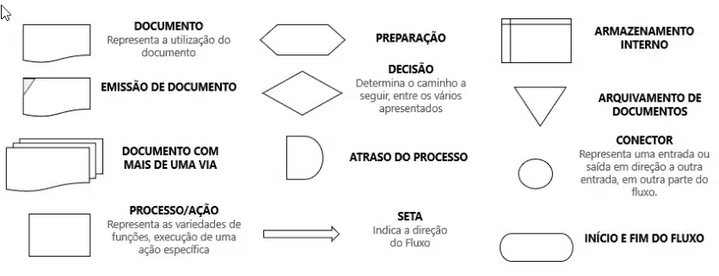 DOCUMENTO
Representa a utilização do
documento
EMISSÃO DE DOCUMENTO
DOCUMENTO COM
MAIS DE UMA VIA
PROCESSO/AÇÃO
Representa as variedades de
funções, execução de uma
ação específica
PREPARAÇÃO
DECISÃO
Determina o caminho a
seguir, entre os vários
apresentados
ATRASO DO PROCESSO
SETA
Indica a direção
do Fluxo
ARMAZENAMENTO
INTERNO
ARQUIVAMENTO DE
DOCUMENTOS
CONECTOR
Representa uma entrada ou
saída em direção a outra
entrada, em outra parte do
fluxo.
INÍCIO E FIM DO FLUXO